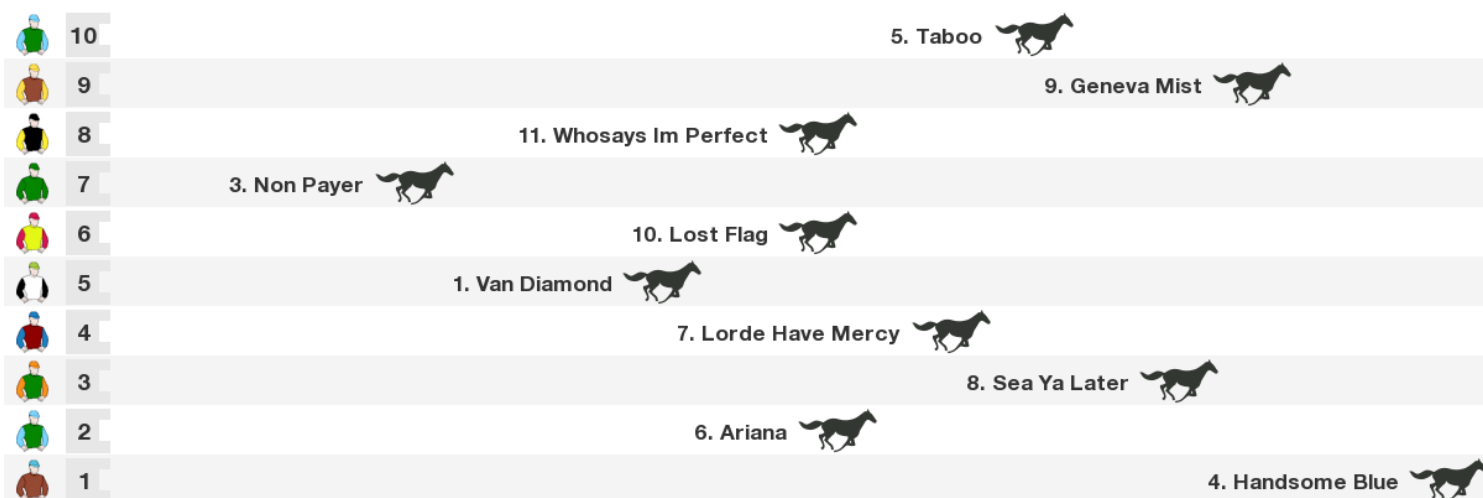 10 5. Taboo
9 9. Geneva Mist
8 11. Whosays Im Perfect
7 3. Non Payer
6 10. Lost Flag
5 1. Van Diamond
4 7. Lorde Have Mercy
3 8. Sea Ya Later
2 6. Ariana
1 4. Handsome Blue